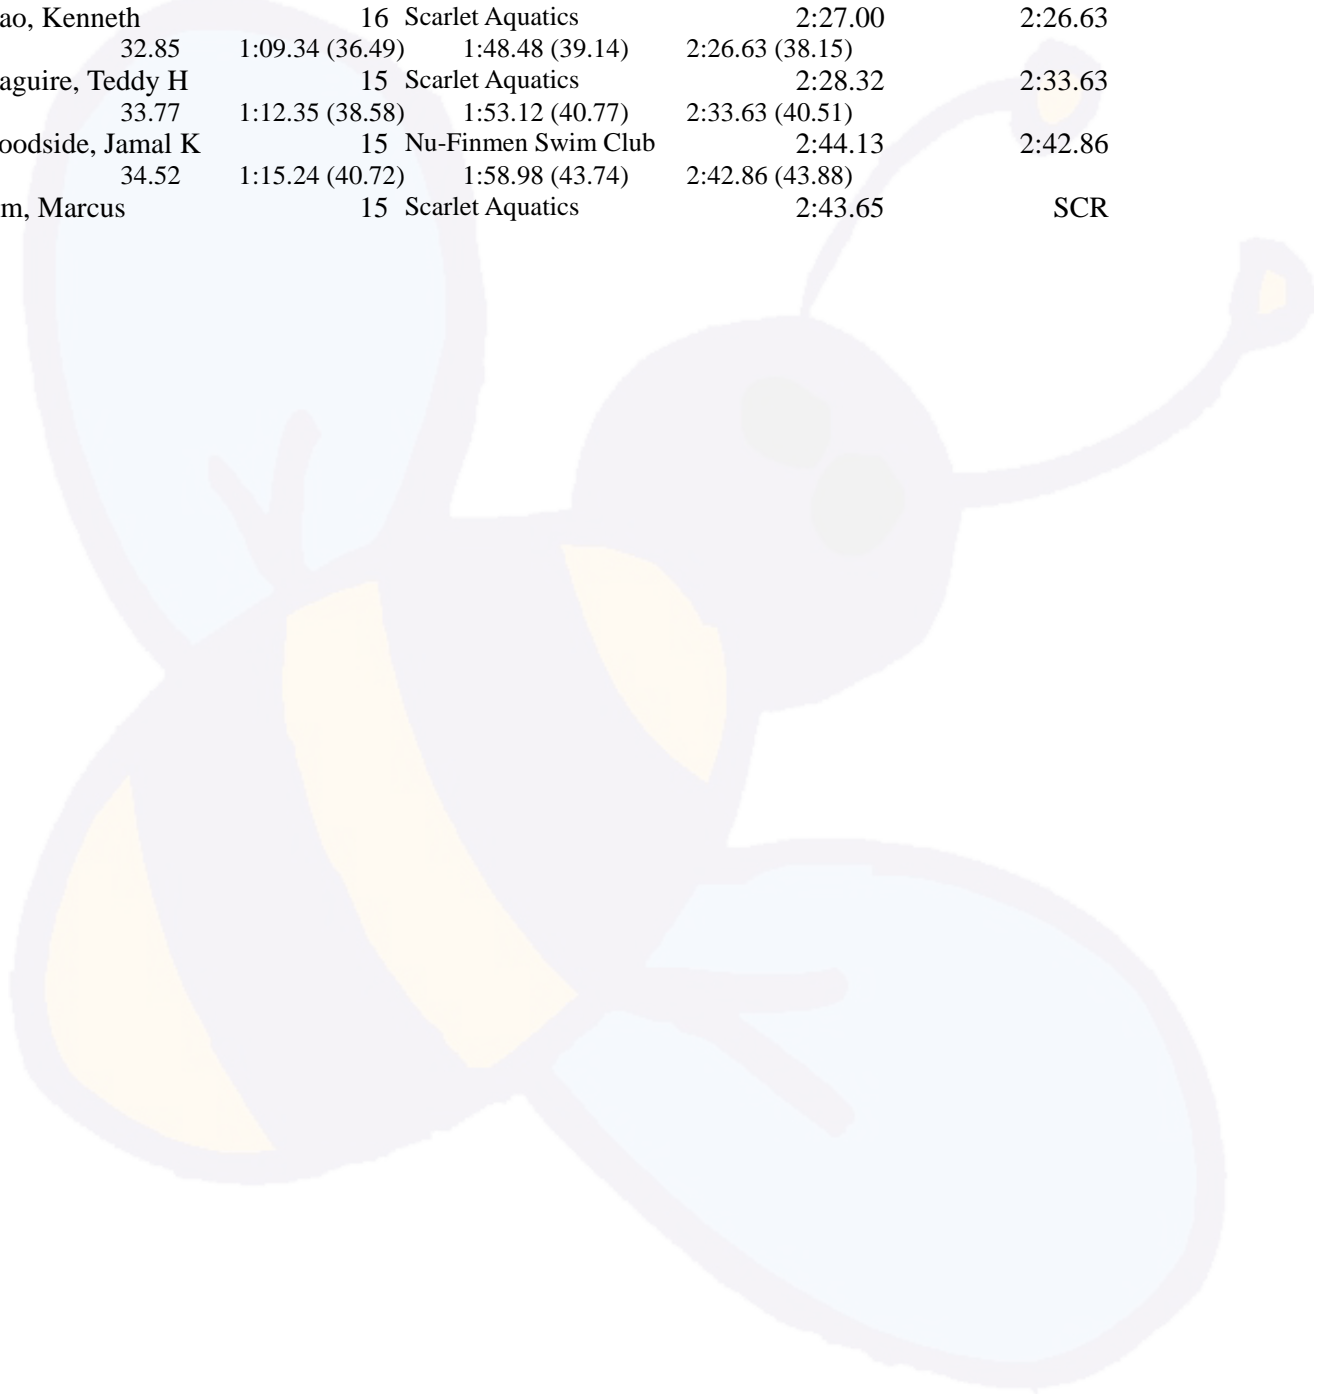 ao, Kenneth 16 Scarlet Aquatics 2:27.00 2:26.63
32.85 1:09.34 (36.49) 1:48.48 (39.14) 2:26.63 (38.15)
aguire, Teddy H 15 Scarlet Aquatics 2:28.32 2:33.63
33.77 1:12.35 (38.58) 1:53.12 (40.77) 2:33.63 (40.51)
oodside, Jamal K 15 Nu-Finmen Swim Club 2:44.13 2:42.86
34.52 1:15.24 (40.72) 1:58.98 (43.74) 2:42.86 (43.88)
m, Marcus 15 Scarlet Aquatics 2:43.65 SCR